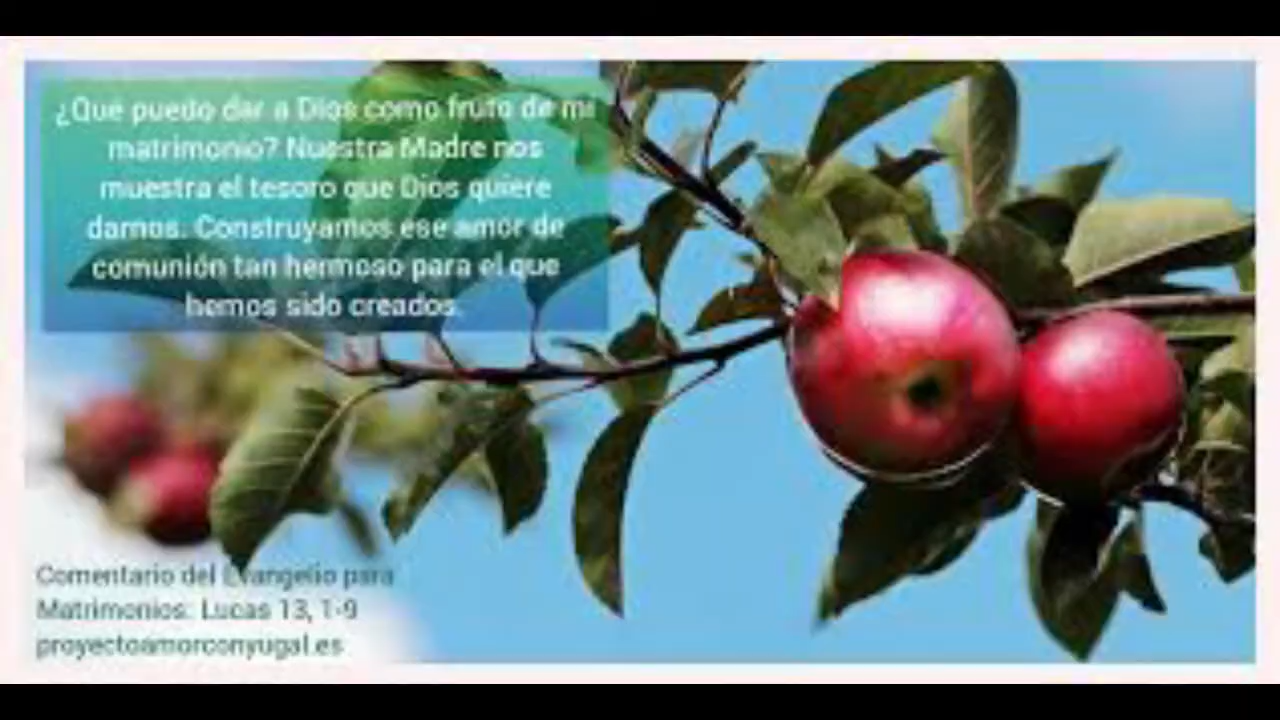 ¿Que puedo dar a Dios como fruto de mi
matrimonio? Nuestra Madre nos
muestra el tesoro que Dios quiere
darnos. Construyamos ese amor de
comunión tan hermoso para el que
hemos sido creados.
Comentario del Evangelio para
Matrimonios: Lucas 13, 1-9
proyectoamorconyugal.es